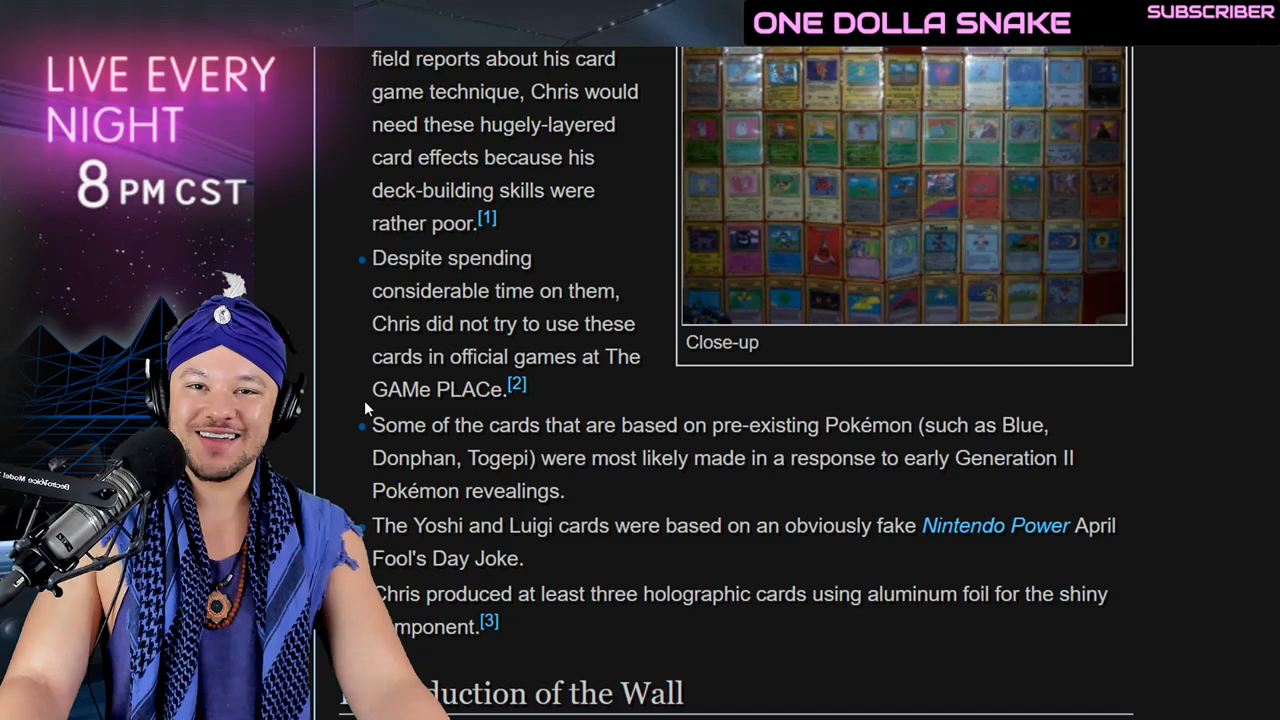 ONE DOLLA SNAKE
SUBSCRIBER
LIVE EVERY
NIGHT
8 PM CST
field reports about his card
game technique, Chris would
need these hugely-layered
card effects because his
deck-building skills were
rather poor.[1]
Despite spending
considerable time on them,
Chris did not try to use these
cards in official games at The
GAMe PLACe.[2]
Close-up
Some of the cards that are based on pre-existing Pokémon (such as Blue,
Donphan, Togepi) were most likely made in a response to early Generation II
Pokémon revealings.
The Yoshi and Luigi cards were based on an obviously fake Nintendo Power April
Fool's Day Joke.
Chris produced at least three holographic cards using aluminum foil for the shiny
mponent.[3]
duction of the Wall